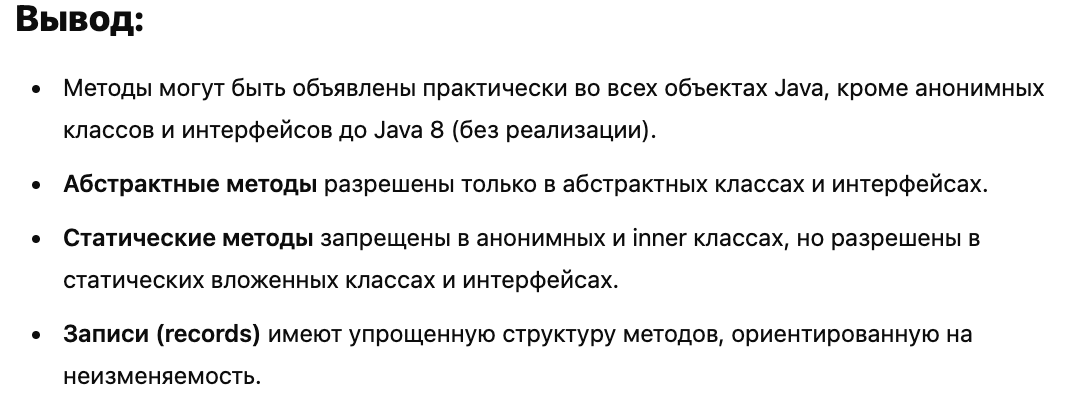 Вывод:
• Методы могут быть объявлены практически во всех объектах Java, кроме анонимных
классов и интерфейсов до Java 8 (без реализации).
• Абстрактные методы разрешены только в абстрактных классах и интерфейсах.
• Статические методы запрещены в анонимных и inner классах, но разрешены в
статических вложенных классах и интерфейсах.
• Записи (records) имеют упрощенную структуру методов, ориентированную на
неизменяемость.